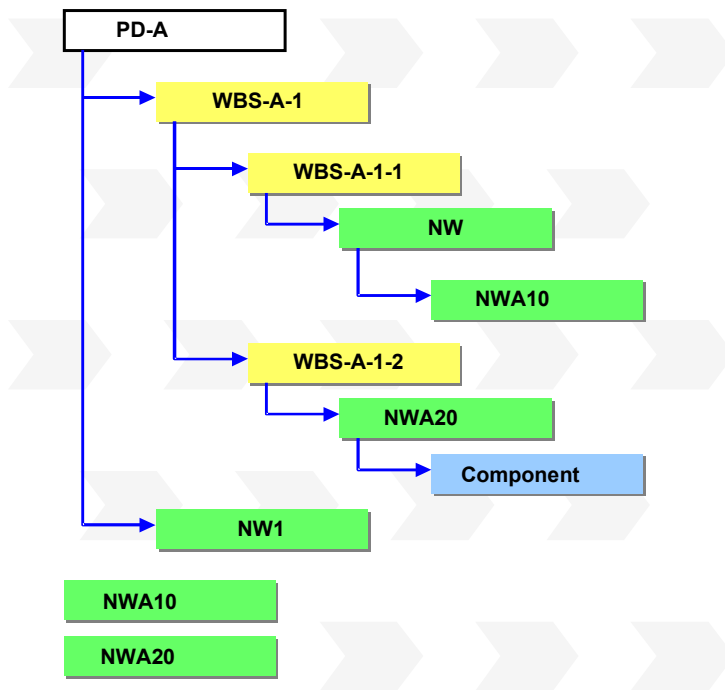 PD-A
WBS-A-1
WBS-A-1-1
NW
NWA10
WBS-A-1-2
NWA20
Component
NW1
NWA10
NWA20